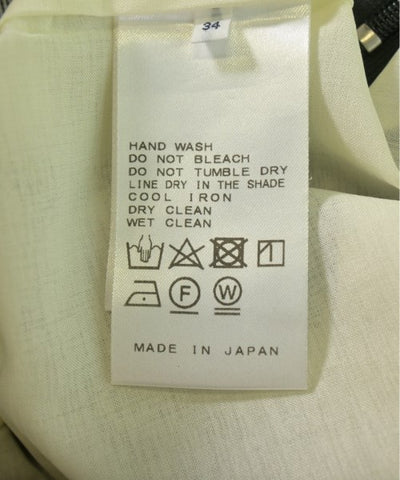 34
HAND WASH
DO NOT BLEACH
DO NOT TUMBLE DRY
LINE DRY IN THE SHADE
COOL IRON
DRY CLEAN
WET CLEAN
F W
MADE IN JAPAN